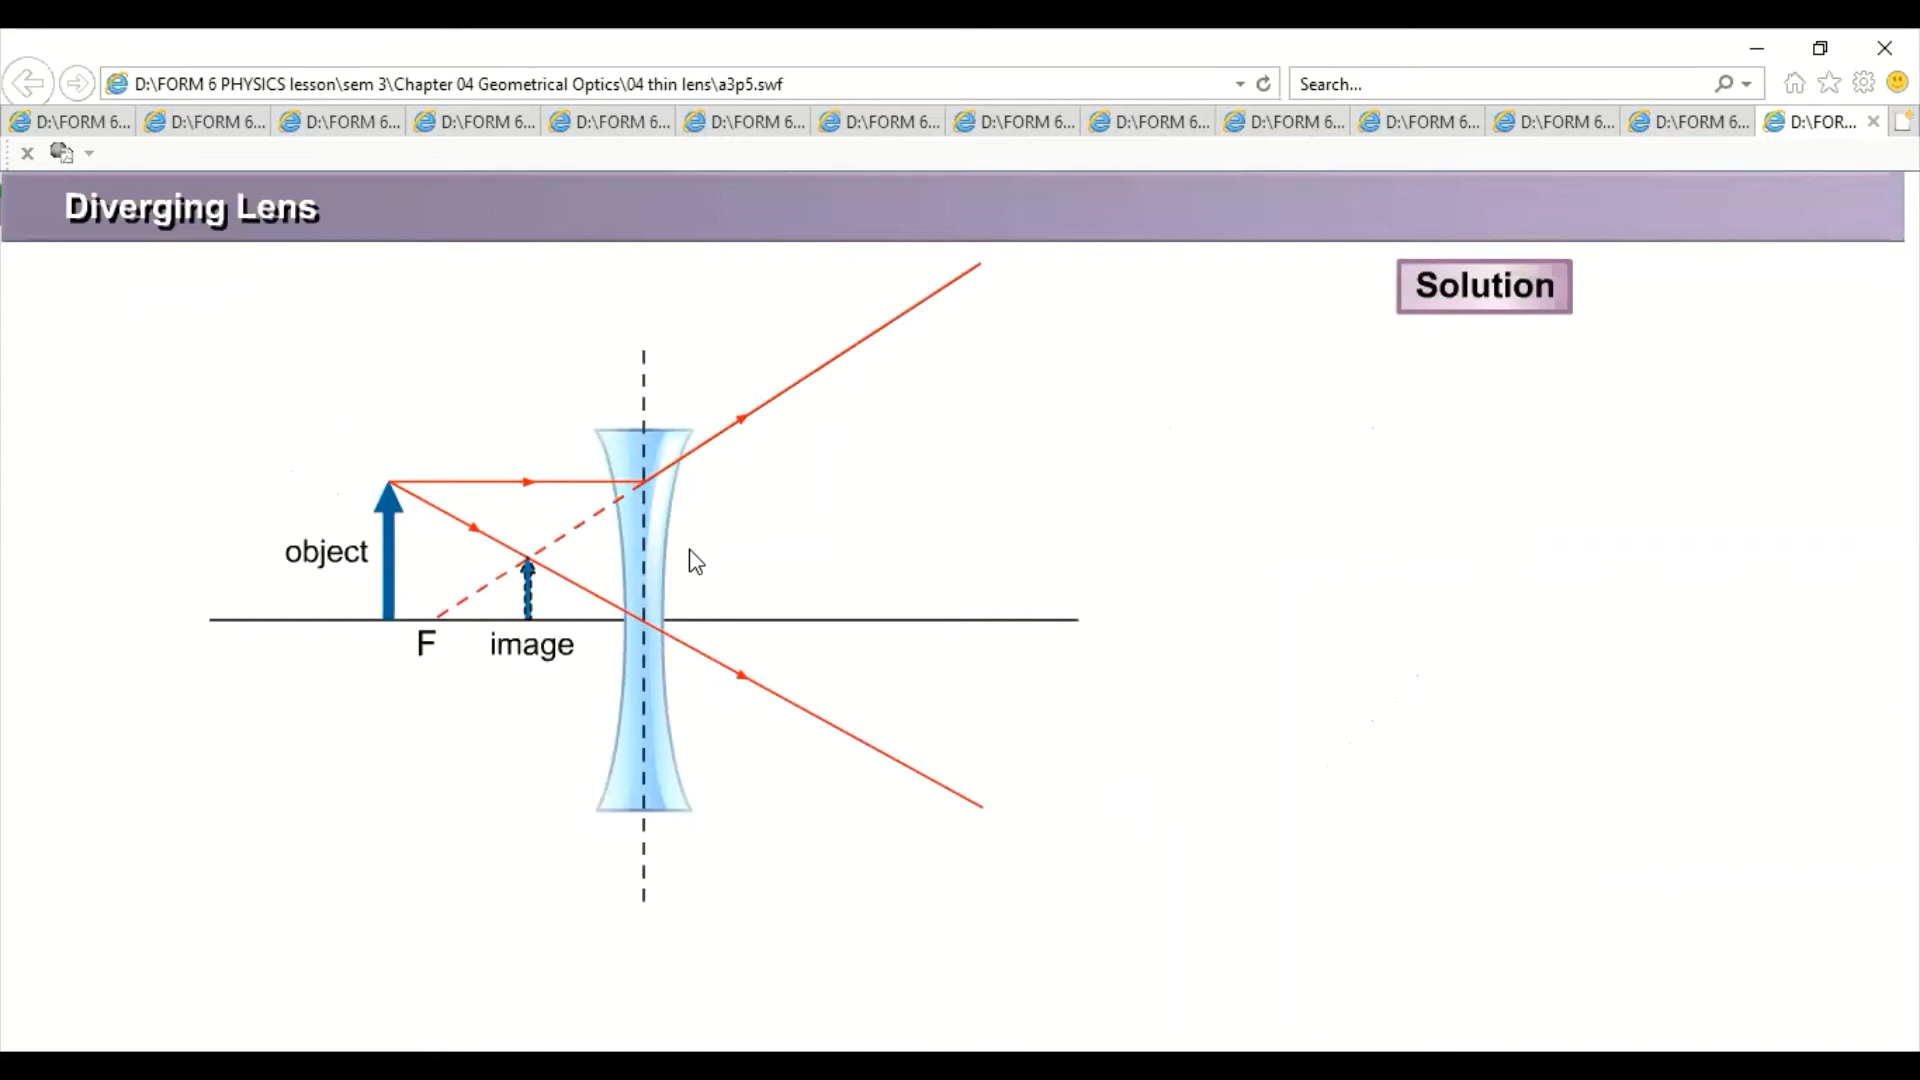 D:\FORM 6 PHYSICS lesson\sem 3\Chapter 04 Geometrical Optics\04 thin lens\a3p5.swf
Search...
D:\FORM 6...
D:\FORM 6...
D:\FORM 6...
D:\FORM 6...
D:\FORM 6...
D:\FORM 6...
D:\FORM 6...
D:\FORM 6...
D:\FORM 6...
D:\FORM 6...
D:\FORM 6...
D:\FORM 6...
D:\FORM 6...
D:\FOR...
Diverging Lens
Solution
object
F
image